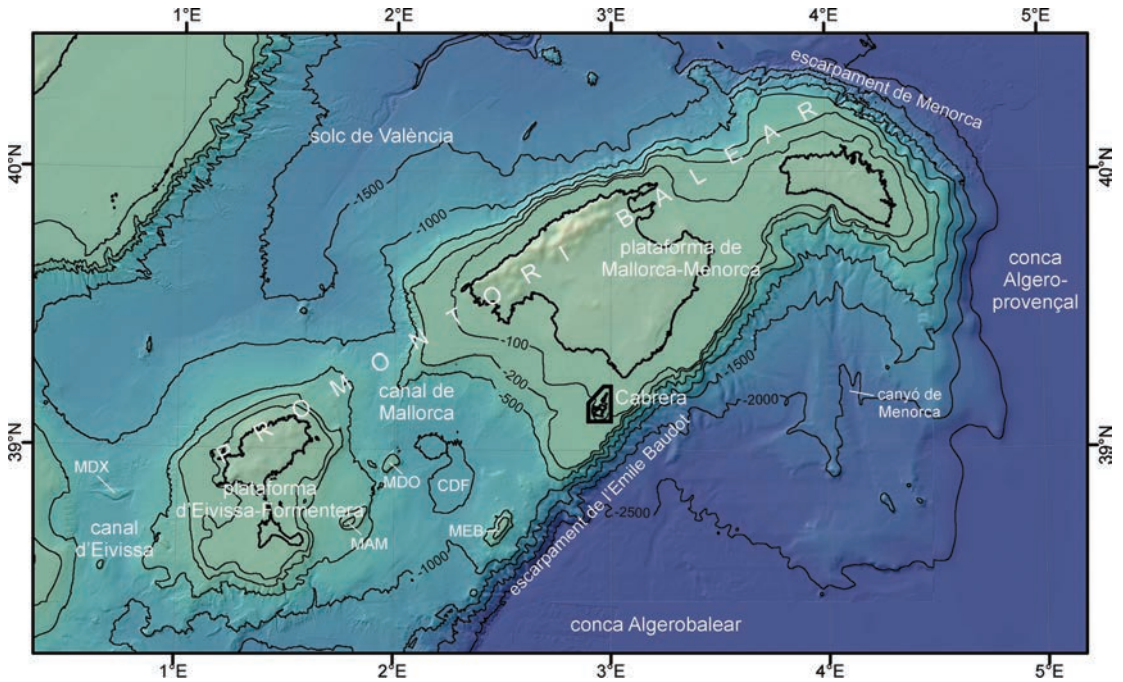 1°E 2°E 3°E 4°E 5°E
escarpament de Menorca
solc de València
40°N
40°N
-1500
-1000
PROMONTORI BALEAR
plataforma de
Mallorca-Menorca
conca
Algero-
provençal
-100
-200
-500
canal de
Mallorca
Cabrera
-1500
-2000
canyó de
Menorca
39°N
39°N
MDX
MDO
CDF
plataforma
d'Eivissa-Formentera
MAM
MEB
canal
d'Eivissa
-1000
-2500
escarpament de l'Emile Baudot
conca Algerobalear
1°E 2°E 3°E 4°E 5°E